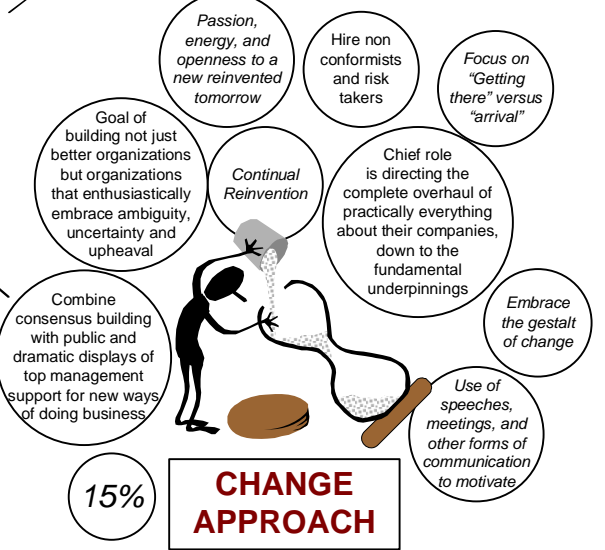 Passion,
energy, and
openness to a
new reinvented
tomorrow
Hire non
conformists
and risk
takers
Focus on
“Getting
there” versus
“arrival”
Goal of
building not just
better organizations
but organizations
that enthusiastically
embrace ambiguity,
uncertainty and
upheaval
Continual
Reinvention
Chief role
is directing the
complete overhaul of
practically everything
about their companies,
down to the
fundamental
underpinnings
Combine
consensus building
with public and
dramatic displays of
top management
support for new ways
of doing business
Embrace
the gestalt
of change
Use of
speeches,
meetings, and
other forms of
communication
to motivate
15%
CHANGE
APPROACH